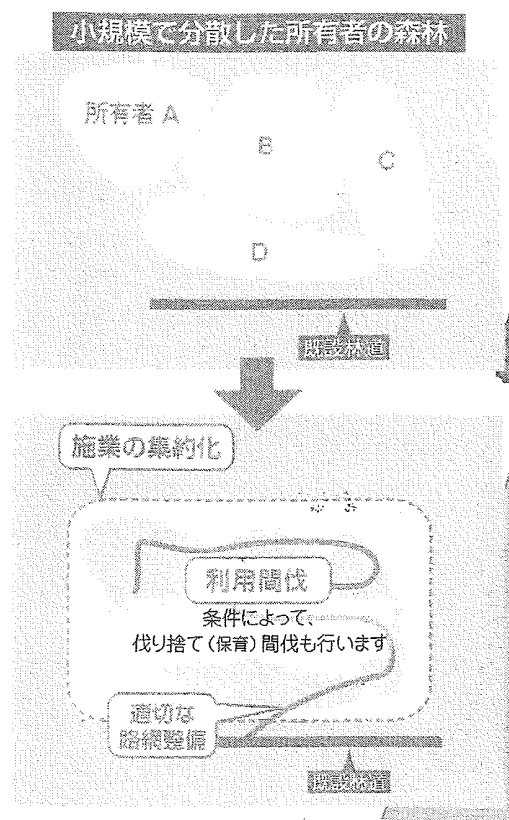 小規模で分散した所有者の森林
所有者 A
B
C
D
既設林道
施業の集約化
利用間伐
条件によって、
伐り捨て(保育)間伐も行います
適切な
路網整備
既設林道